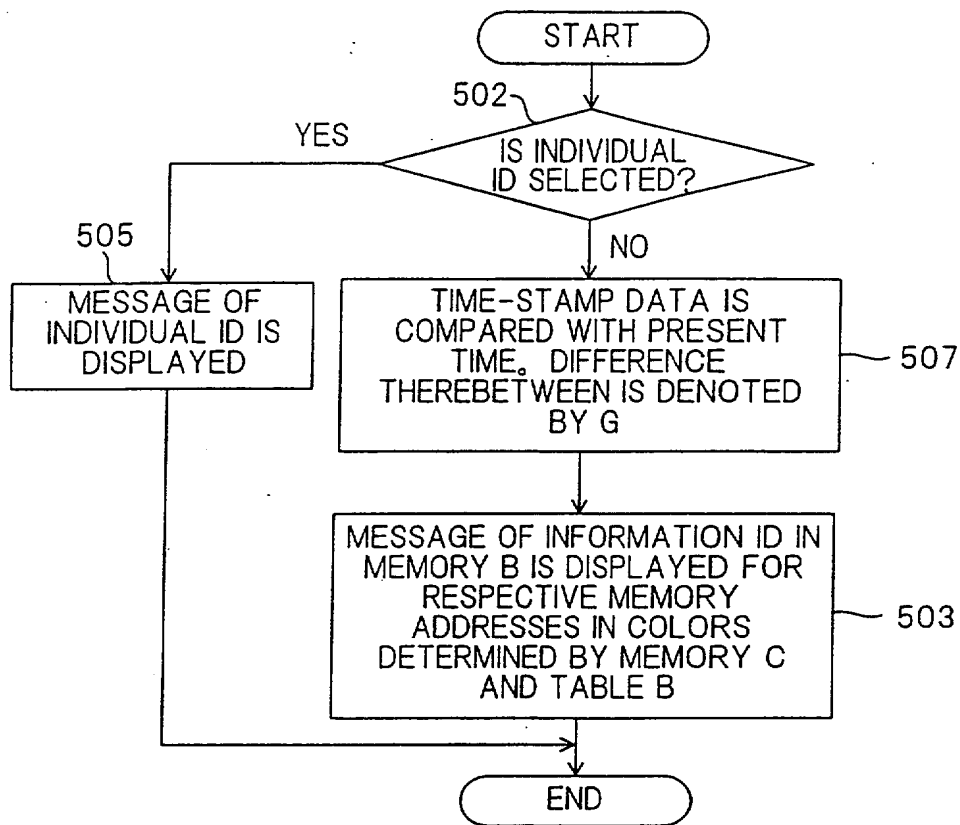 START
502
YES
IS INDIVIDUAL
ID SELECTED?
505
NO
MESSAGE OF
INDIVIDUAL ID IS
DISPLAYED
TIME-STAMP DATA IS
COMPARED WITH PRESENT
TIME. DIFFERENCE
THEREBETWEEN IS DENOTED
BY G
507
MESSAGE OF INFORMATION ID IN
MEMORY B IS DISPLAYED FOR
RESPECTIVE MEMORY
ADDRESSES IN COLORS
DETERMINED BY MEMORY C
AND TABLE B
503
END